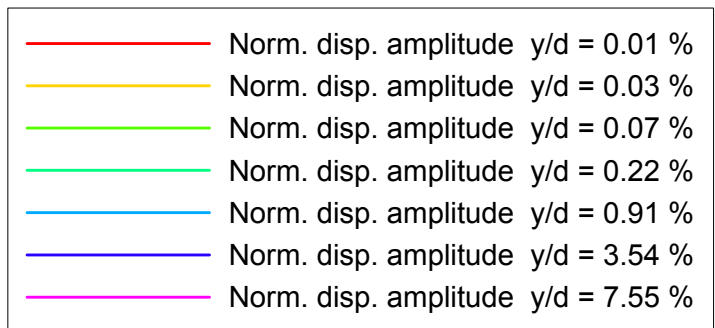 Norm. disp. amplitude  y/d = 0.01 %
Norm. disp. amplitude  y/d = 0.03 %
Norm. disp. amplitude  y/d = 0.07 %
Norm. disp. amplitude  y/d = 0.22 %
Norm. disp. amplitude  y/d = 0.91 %
Norm. disp. amplitude  y/d = 3.54 %
Norm. disp. amplitude  y/d = 7.55 %